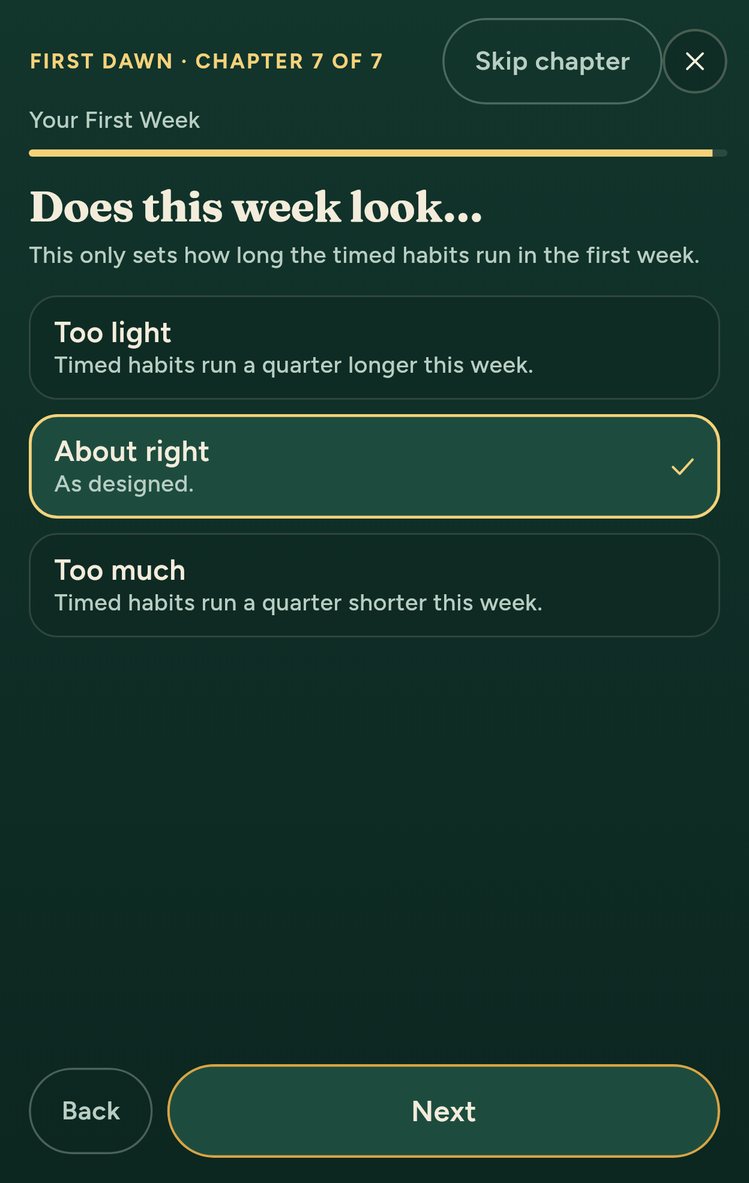 FIRST DAWN · CHAPTER 7 OF 7
Skip chapter
Your First Week
Does this week look...
This only sets how long the timed habits run in the first week.
Too light
Timed habits run a quarter longer this week.
About right
As designed.
Too much
Timed habits run a quarter shorter this week.
Back
Next